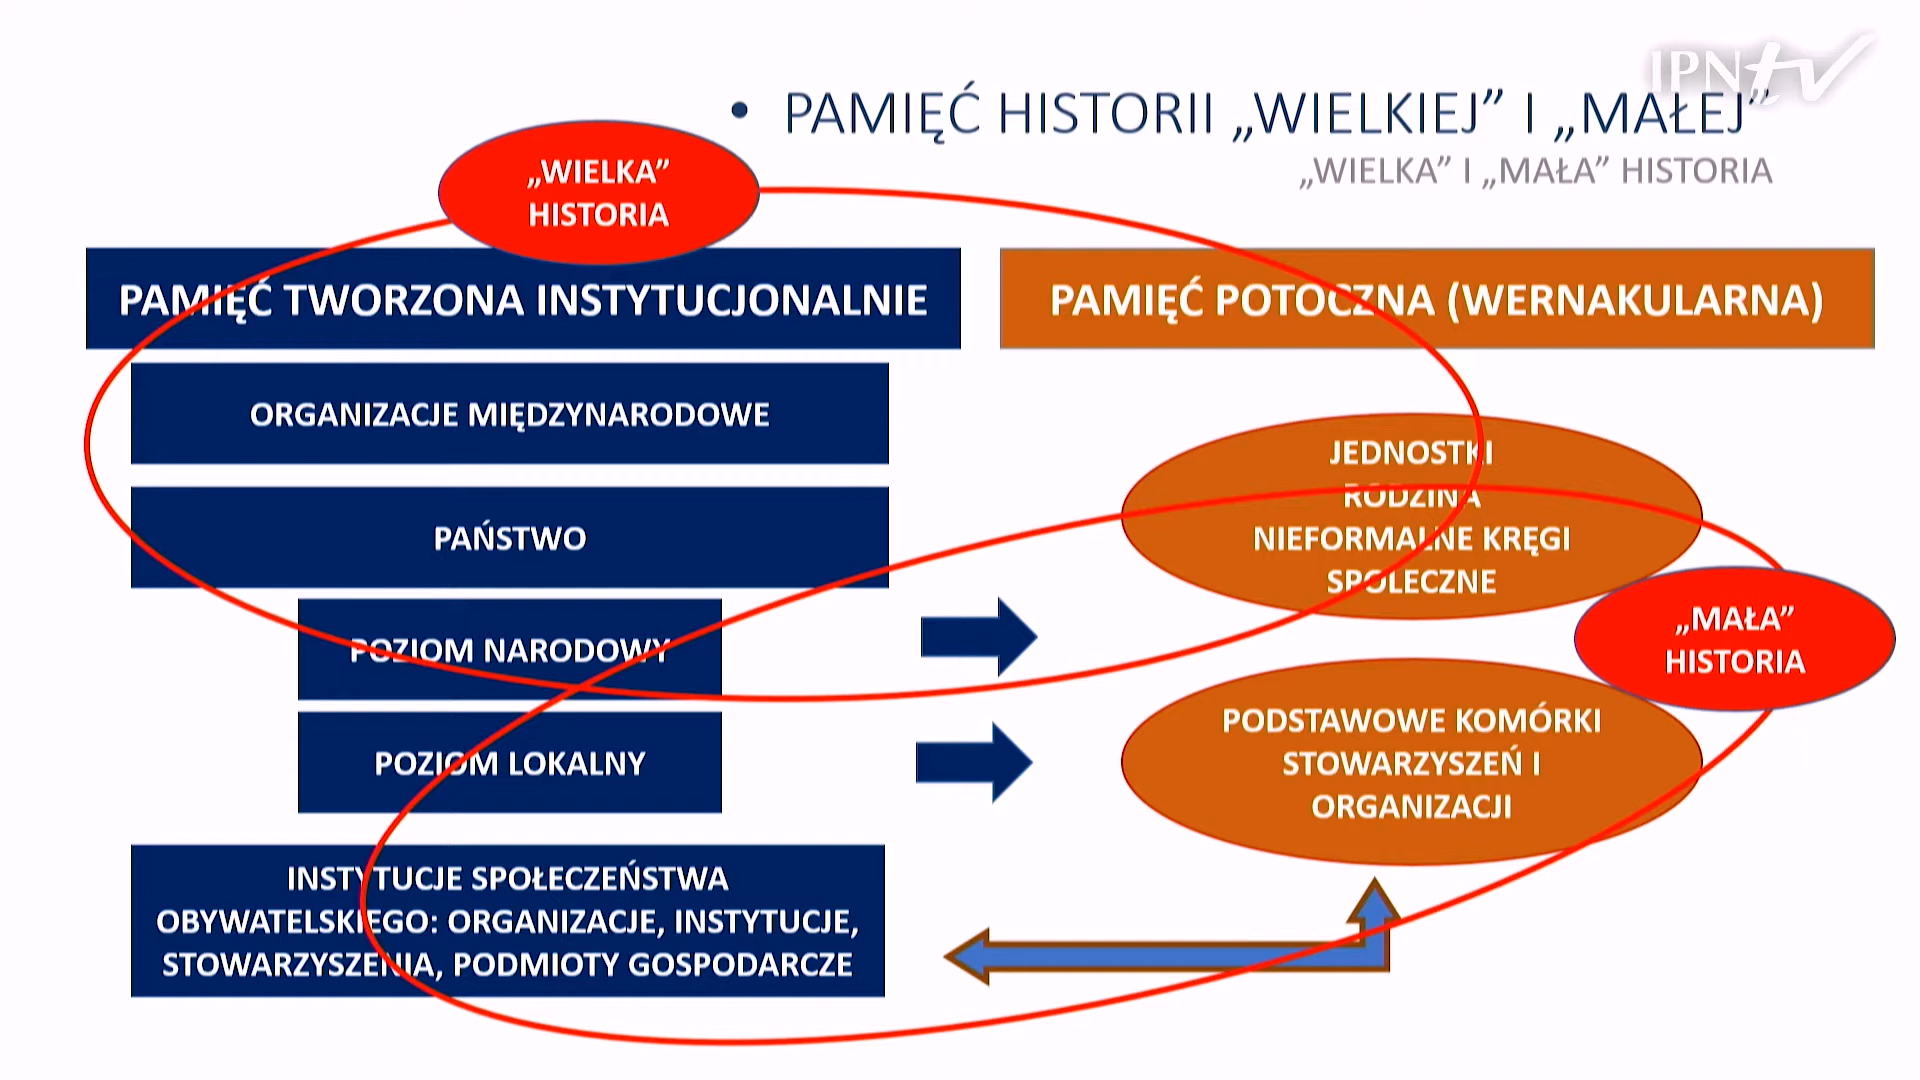 IPNtv
• PAMIĘĆ HISTORII „WIELKIEJ” I „MAŁEJ”
„WIELKA” I „MAŁA” HISTORIA
„WIELKA”
HISTORIA
PAMIĘĆ TWORZONA INSTYTUCJONALNIE
PAMIĘĆ POTOCZNA (WERNAKULARNA)
ORGANIZACJE MIĘDZYNARODOWE
PAŃSTWO
POZIOM NARODOWY
POZIOM LOKALNY
INSTYTUCJE SPOŁECZEŃSTWA
OBYWATELSKIEGO: ORGANIZACJE, INSTYTUCJE,
STOWARZYSZENIA, PODMIOTY GOSPODARCZE
JEDNOSTKI
RODZINA
NIEFORMALNE KRĘGI
SPOŁECZNE
„MAŁA”
HISTORIA
PODSTAWOWE KOMÓRKI
STOWARZYSZEŃ I
ORGANIZACJI